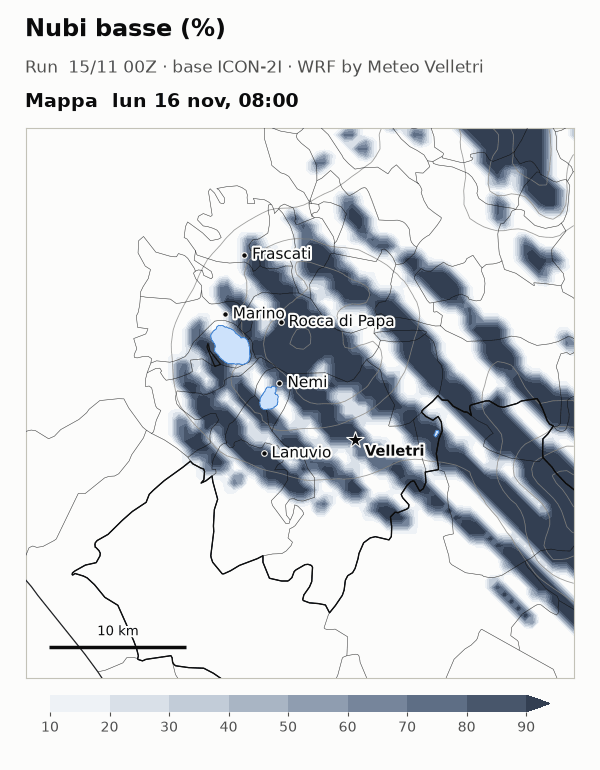 Nubi basse (%)
Run  15/11 00Z · base ICON-2I · WRF by Meteo Velletri
Mappa  lun 16 nov, 08:00
Frascati
Marino
Rocca di Papa
Nemi
Velletri
Lanuvio
10 km
10 20 30 40 50 60 70 80 90